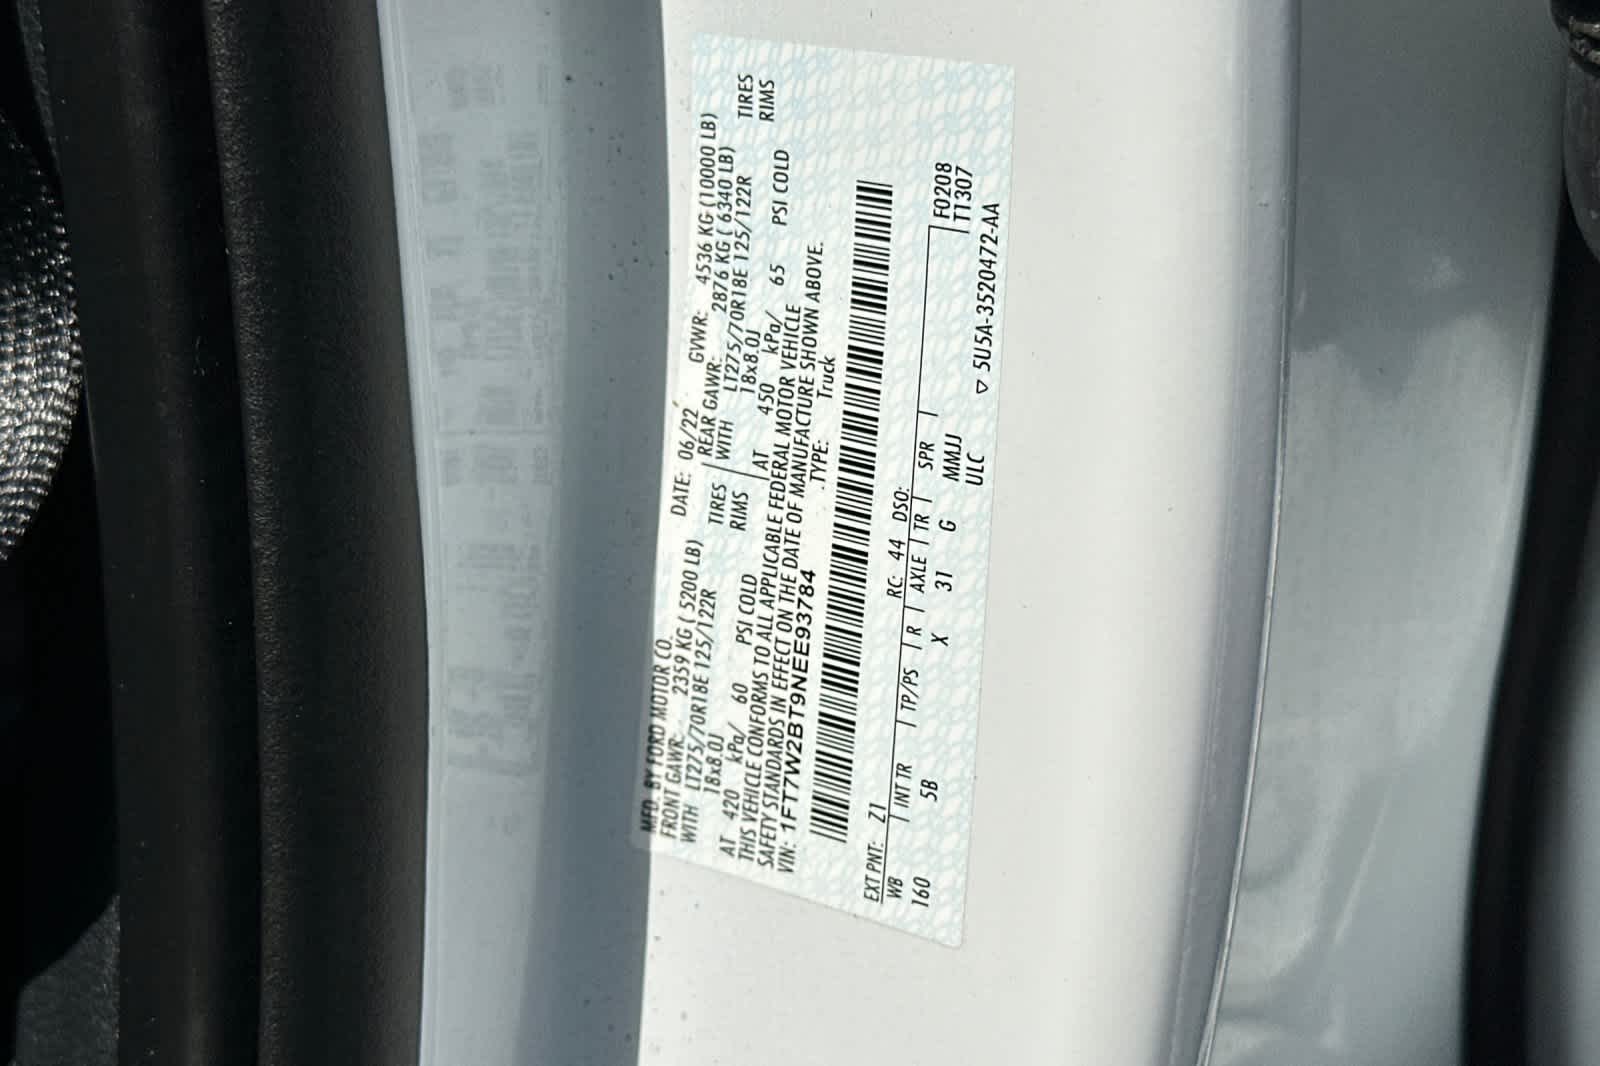 MFD. BY FORD MOTOR CO.
DATE: 06/22 GVWR: 4536 KG (10000 LB)
FRONT GAWR: 2359 KG ( 5200 LB) REAR GAWR: 2876 KG ( 6340 LB)
WITH LT275/70R18E 125/122R TIRES WITH LT275/70R18E 125/122R TIRES
18x8.0J RIMS 18x8.0J RIMS
AT 420 kPa/ 60 PSI COLD AT 450 kPa/ 65 PSI COLD
THIS VEHICLE CONFORMS TO ALL APPLICABLE FEDERAL MOTOR VEHICLE
SAFETY STANDARDS IN EFFECT ON THE DATE OF MANUFACTURE SHOWN ABOVE.
VIN: 1FT7W2BT9NEE93784 TYPE: Truck
EXT PNT: Z1 RC: 44 DSO:
WB INT TR TP/PS R AXLE TR SPR F0208
160 5B X 31 G MMJJ T1307
ULC ▽ 5U5A-3520472-AA